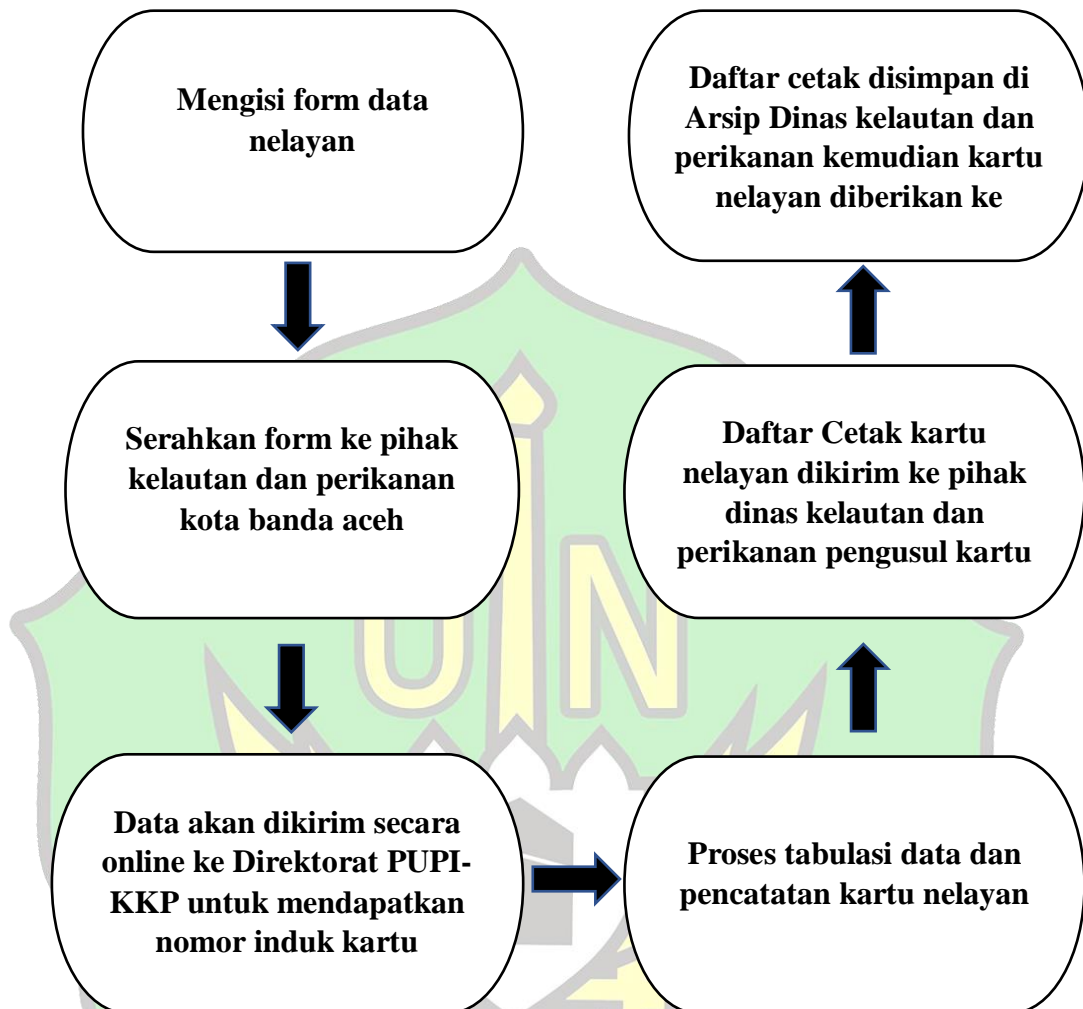 Mengisi form data
nelayan
Serahkan form ke pihak
kelautan dan perikanan
kota banda aceh
Data akan dikirim secara
online ke Direktorat PUPI-
KKP untuk mendapatkan
nomor induk kartu
Proses tabulasi data dan
pencatatan kartu nelayan
Daftar Cetak kartu
nelayan dikirim ke pihak
dinas kelautan dan
perikanan pengusul kartu
Daftar cetak disimpan di
Arsip Dinas kelautan dan
perikanan kemudian kartu
nelayan diberikan ke
UIN